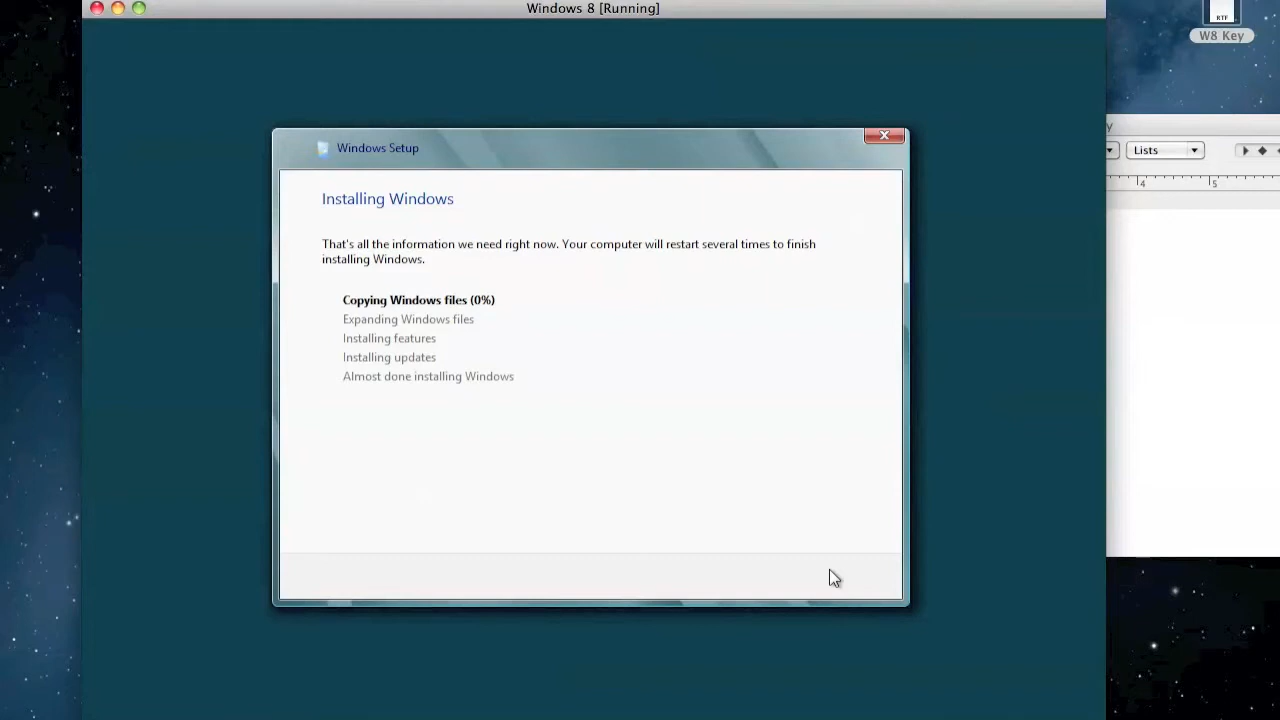 Windows 8 [Running]
RTF
W8 Key
y
Windows Setup
Lists
4
5
Installing Windows
That's all the information we need right now. Your computer will restart several times to finish
installing Windows.
Copying Windows files (0%)
Expanding Windows files
Installing features
Installing updates
Almost done installing Windows